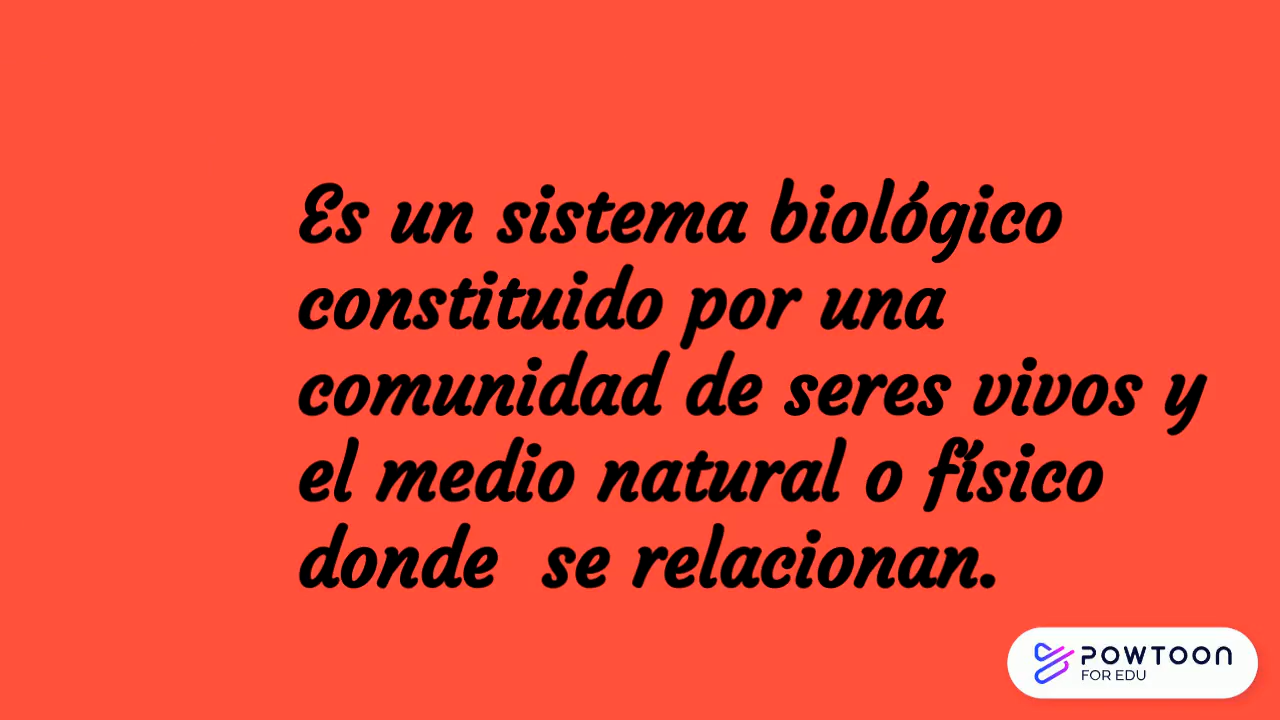 Es un sistema biológico
constituido por una
comunidad de seres vivos y
el medio natural o físico
donde  se relacionan.
POWTOON
FOR EDU